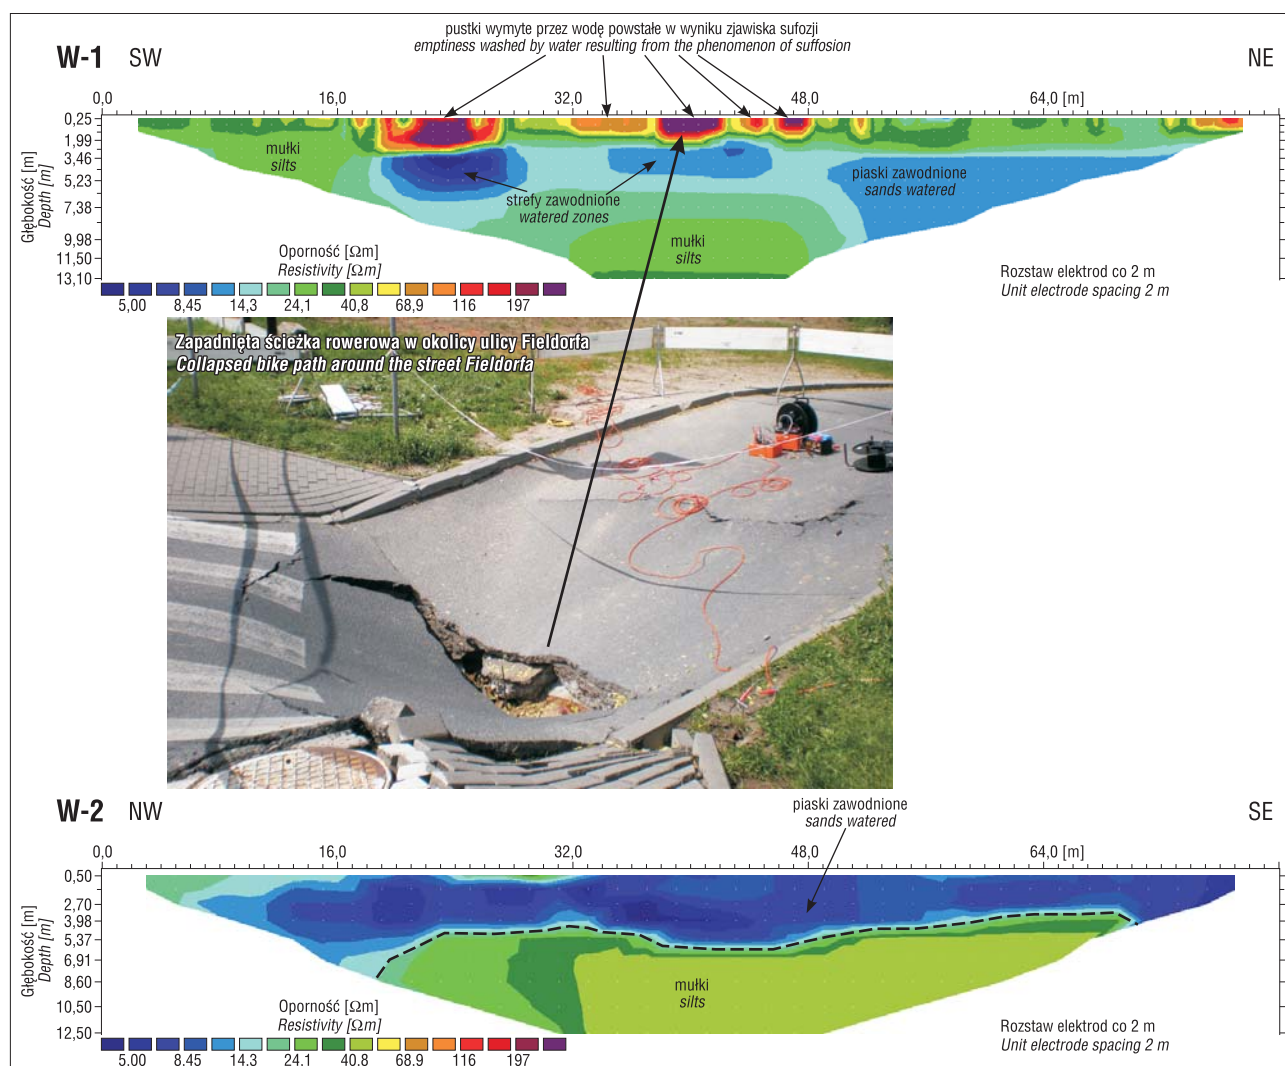 pustki wymyte przez wodę powstałe w wyniku zjawiska sufozji
emptiness washed by water resulting from the phenomenon of suffosion
W-1 SW NE
0,0 16,0 32,0 48,0 64,0 [m]
Głębokość [m]
Depth [m]
0,25
1,99
3,46
5,23
7,38
9,98
11,50
13,10
mułki
silts
strefy zawodnione
watered zones
piaski zawodnione
sands watered
mułki
silts
Oporność [Ωm]
Resistivity [Ωm]
5,00 8,45 14,3 24,1 40,8 68,9 116 197
Rozstaw elektrod co 2 m
Unit electrode spacing 2 m
Zapadnięta ścieżka rowerowa w okolicy ulicy Fieldorfa
Collapsed bike path around the street Fieldorfa
W-2 NW SE
piaski zawodnione
sands watered
0,0 16,0 32,0 48,0 64,0 [m]
Głębokość [m]
Depth [m]
0,50
2,70
3,98
5,37
6,91
8,60
10,50
12,50
mułki
silts
Oporność [Ωm]
Resistivity [Ωm]
5,00 8,45 14,3 24,1 40,8 68,9 116 197
Rozstaw elektrod co 2 m
Unit electrode spacing 2 m